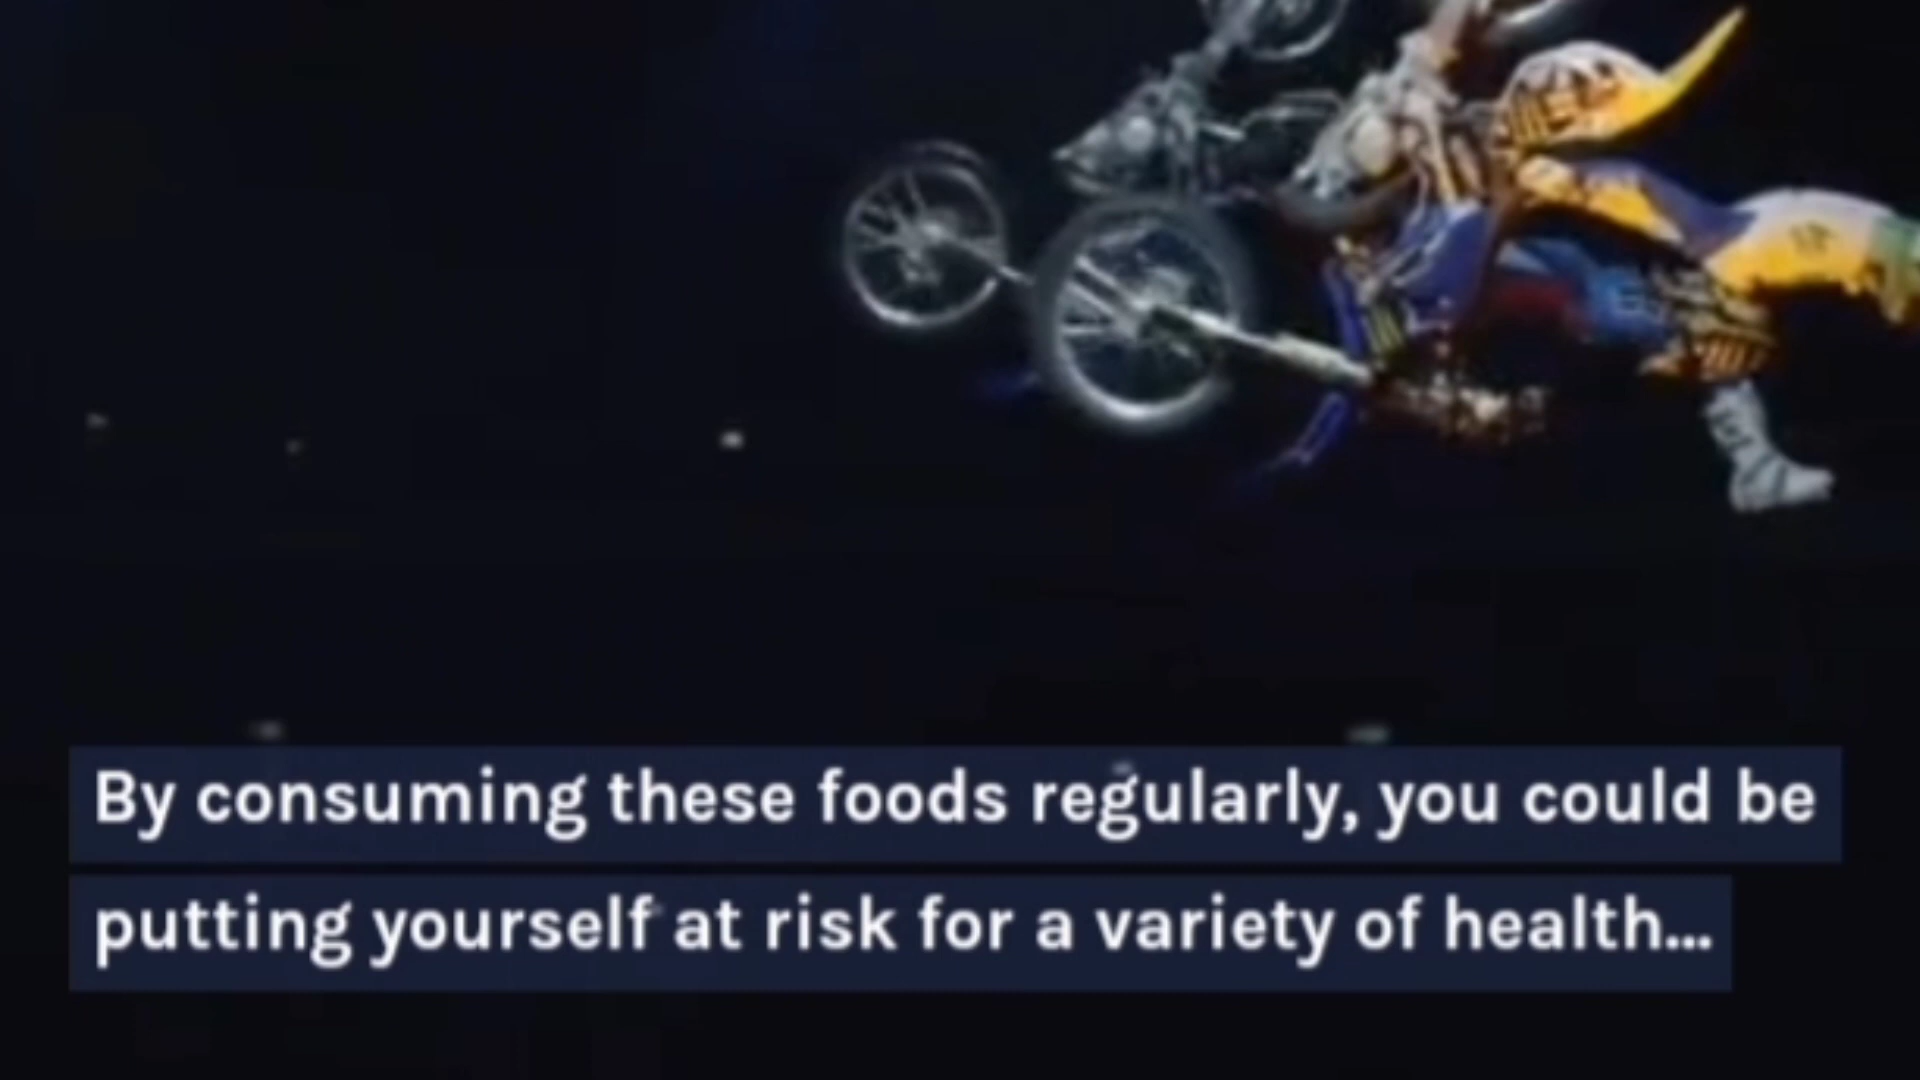 By consuming these foods regularly, you could be
putting yourself at risk for a variety of health...